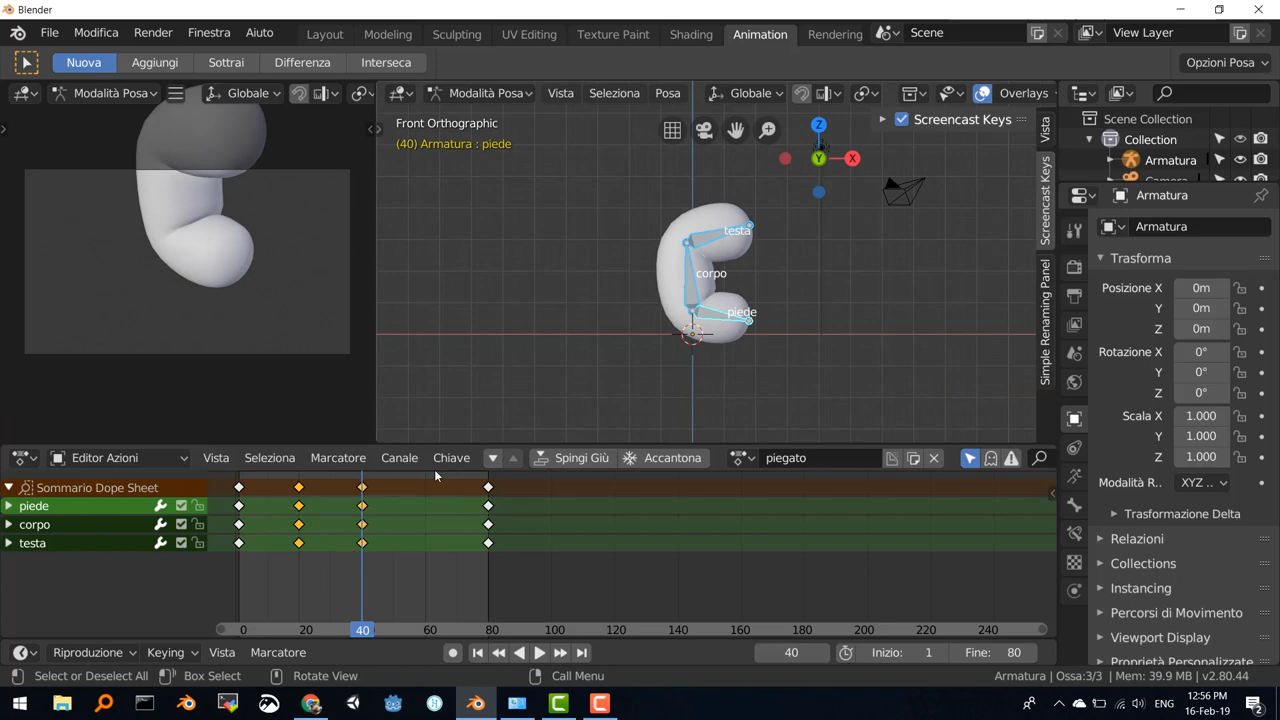 Blender
File Modifica Render Finestra Aiuto Layout Modeling Sculpting UV Editing Texture Paint Shading Animation Rendering Scene View Layer
Nuova Aggiungi Sottrai Differenza Interseca Opzioni Posa
Modalità Posa Globale Modalità Posa Vista Seleziona Posa Globale Overlays
Front Orthographic
(40) Armatura : piede
Screencast Keys
Z
Y X
testa
corpo
piede
Vista
Screencast Keys
Simple Renaming Panel
Scene Collection
Collection
Armatura
Armatura
Armatura
Trasforma
Posizione X 0m
Y 0m
Z 0m
Rotazione X 0°
Y 0°
Z 0°
Scala X 1.000
Y 1.000
Z 1.000
Modalità R.. XYZ ..
Trasformazione Delta
Relazioni
Collections
Instancing
Percorsi di Movimento
Viewport Display
Proprietà Personalizzate
Editor Azioni Vista Seleziona Marcatore Canale Chiave Spingi Giù Accantona piegato
Sommario Dope Sheet
piede
corpo
testa
0 20 40 60 80 100 120 140 160 180 200 220 240
Riproduzione Keying Vista Marcatore 40 Inizio: 1 Fine: 80
Select or Deselect All Box Select Rotate View Call Menu Armatura | Ossa:3/3 | Mem: 39.9 MB | v2.80.44
12:56 PM
16-Feb-19
2